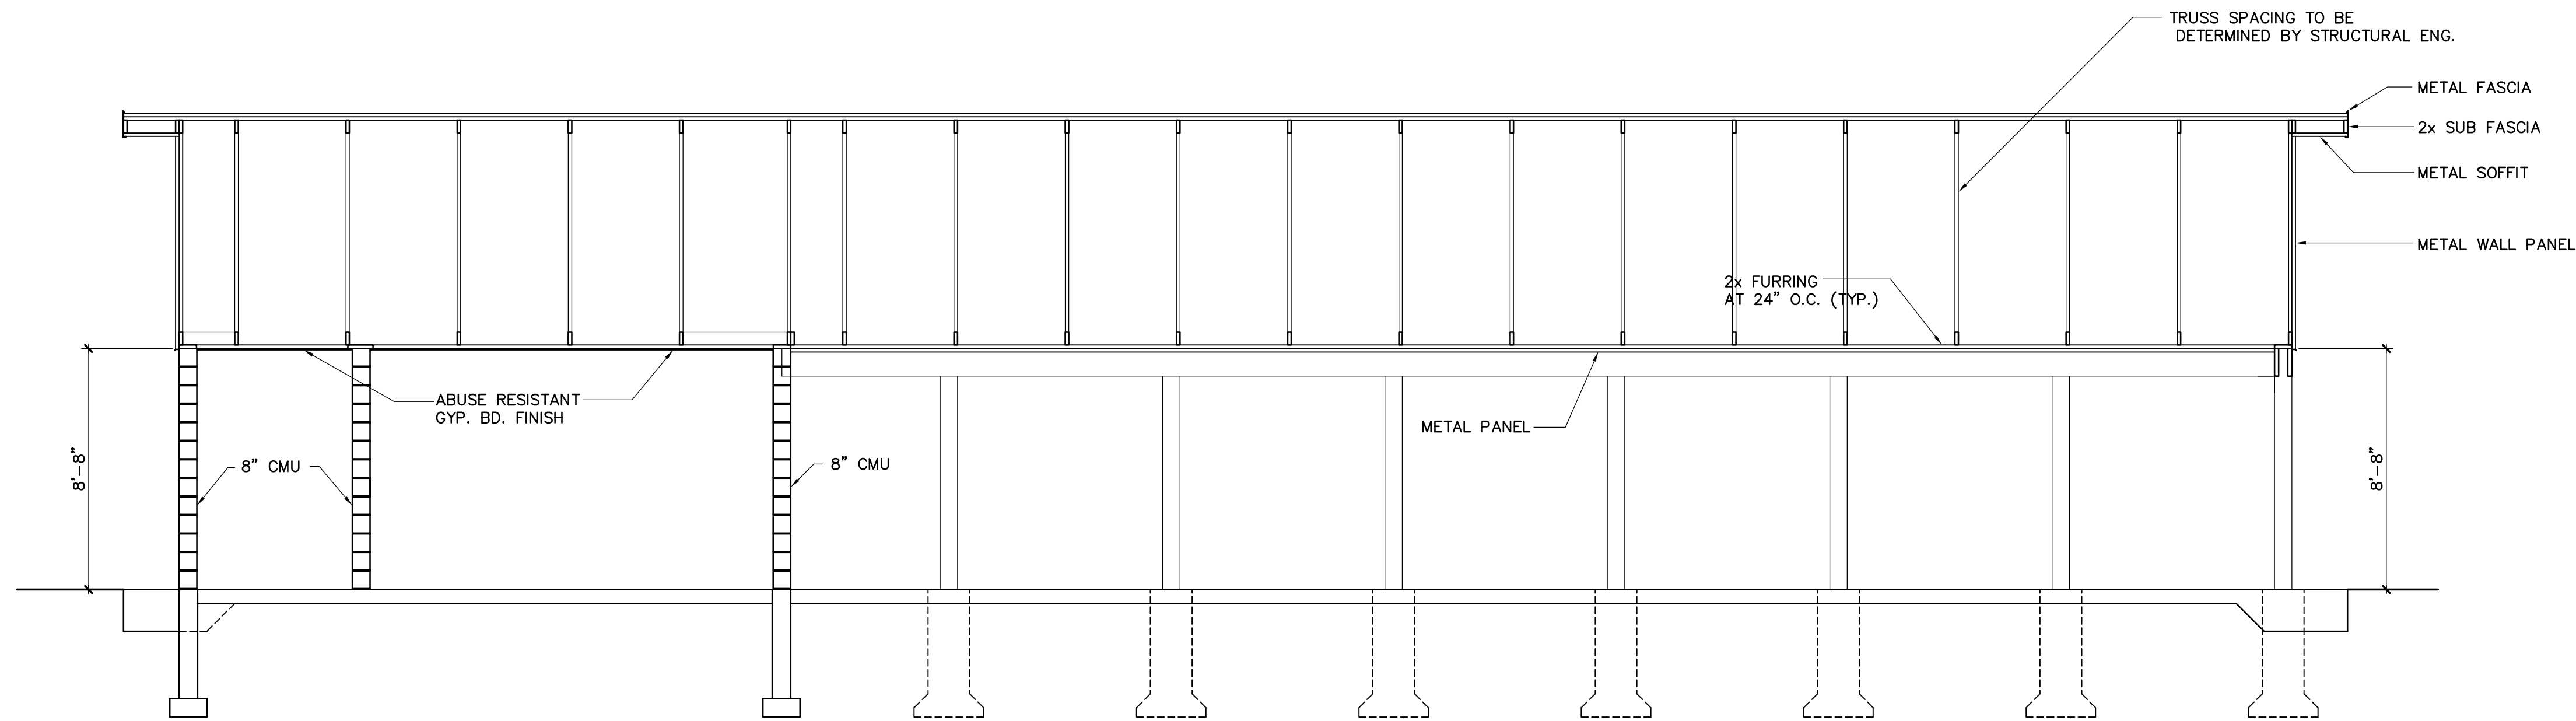 TRUSS SPACING TO BE
DETERMINED BY STRUCTURAL ENG.
METAL FASCIA
2x SUB FASCIA
METAL SOFFIT
METAL WALL PANEL
2x FURRING
AT 24" O.C. (TYP.)
ABUSE RESISTANT
GYP. BD. FINISH
METAL PANEL
8" CMU
8" CMU
8'-8"
8'-8"